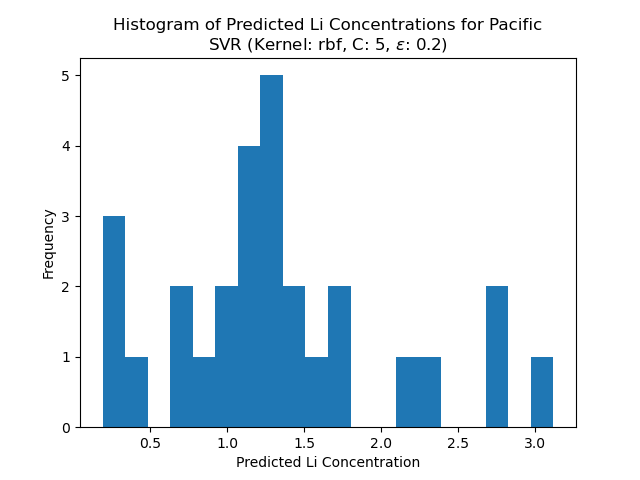 Histogram of Predicted Li Concentrations for Pacific
SVR (Kernel: rbf, C: 5, ε: 0.2)
Frequency
5
4
3
2
1
0
0.5 1.0 1.5 2.0 2.5 3.0
Predicted Li Concentration